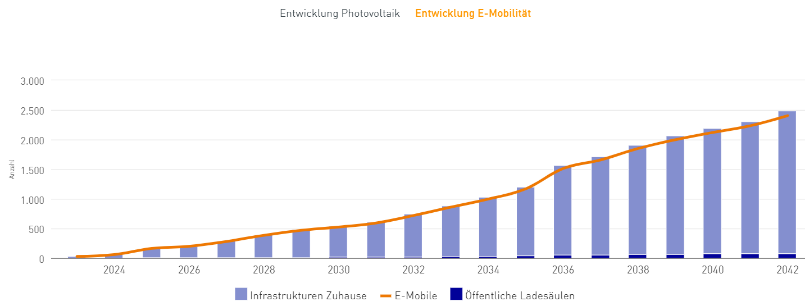 Entwicklung Photovoltaik Entwicklung E-Mobilität
3.000
2.500
2.000
1.500
1.000
500
0
Anzahl
2024 2026 2028 2030 2032 2034 2036 2038 2040 2042
Infrastrukturen Zuhause E-Mobile Öffentliche Ladesäulen